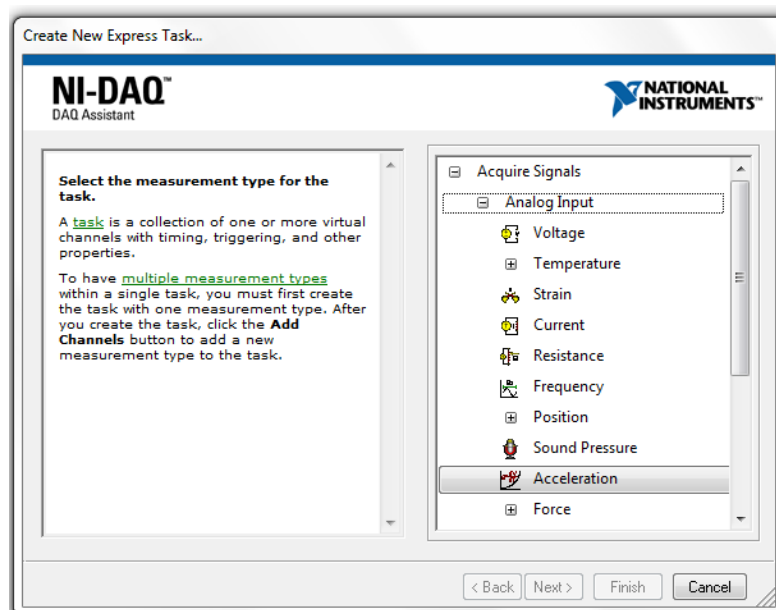 Create New Express Task...
NI-DAQ™
DAQ Assistant
NATIONAL
INSTRUMENTS™
Select the measurement type for the
task.
A task is a collection of one or more virtual
channels with timing, triggering, and other
properties.
To have multiple measurement types
within a single task, you must first create
the task with one measurement type. After
you create the task, click the Add
Channels button to add a new
measurement type to the task.
Acquire Signals
Analog Input
Voltage
Temperature
Strain
Current
Resistance
Frequency
Position
Sound Pressure
Acceleration
Force
< Back Next > Finish Cancel